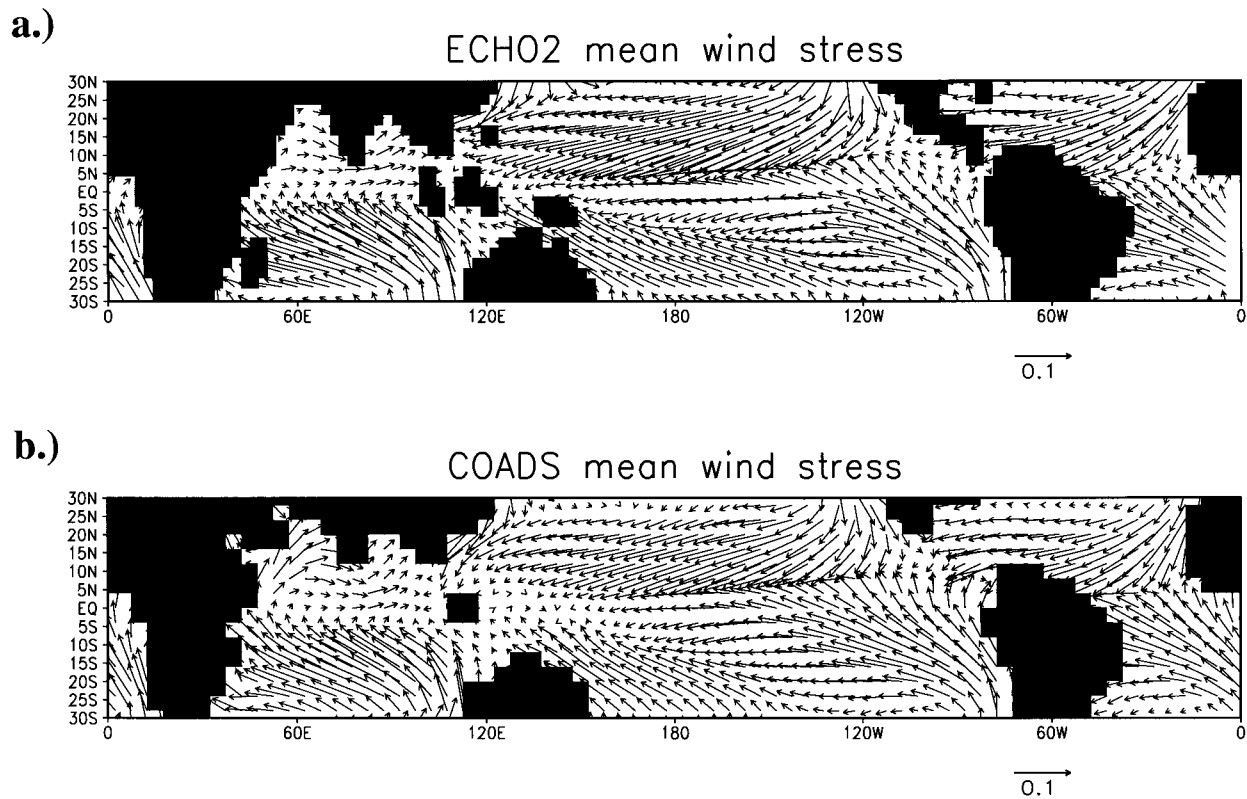 a.)
ECHO2 mean wind stress
30N
25N
20N
15N
10N
5N
EQ
5S
10S
15S
20S
25S
30S
0 60E 120E 180 120W 60W 0
0.1
b.)
COADS mean wind stress
30N
25N
20N
15N
10N
5N
EQ
5S
10S
15S
20S
25S
30S
0 60E 120E 180 120W 60W 0
0.1